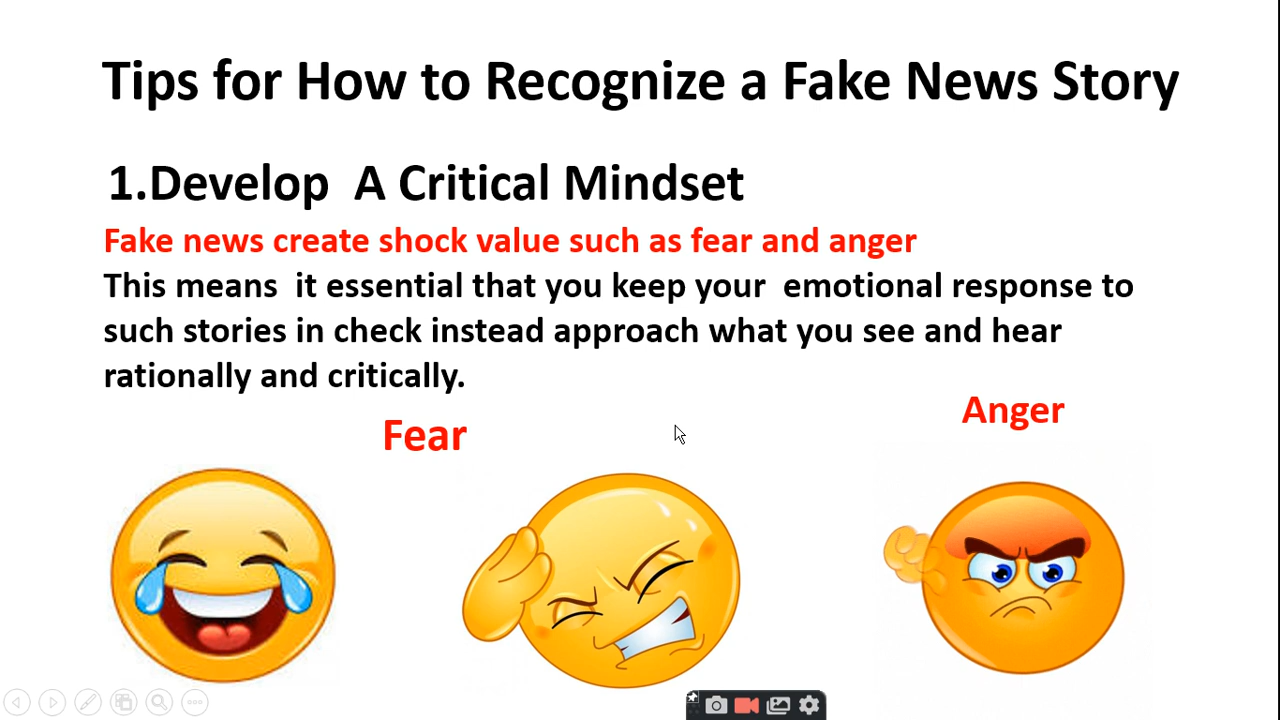 Tips for How to Recognize a Fake News Story
1.Develop  A Critical Mindset
Fake news create shock value such as fear and anger
This means  it essential that you keep your  emotional response to
such stories in check instead approach what you see and hear
rationally and critically.
Anger
Fear